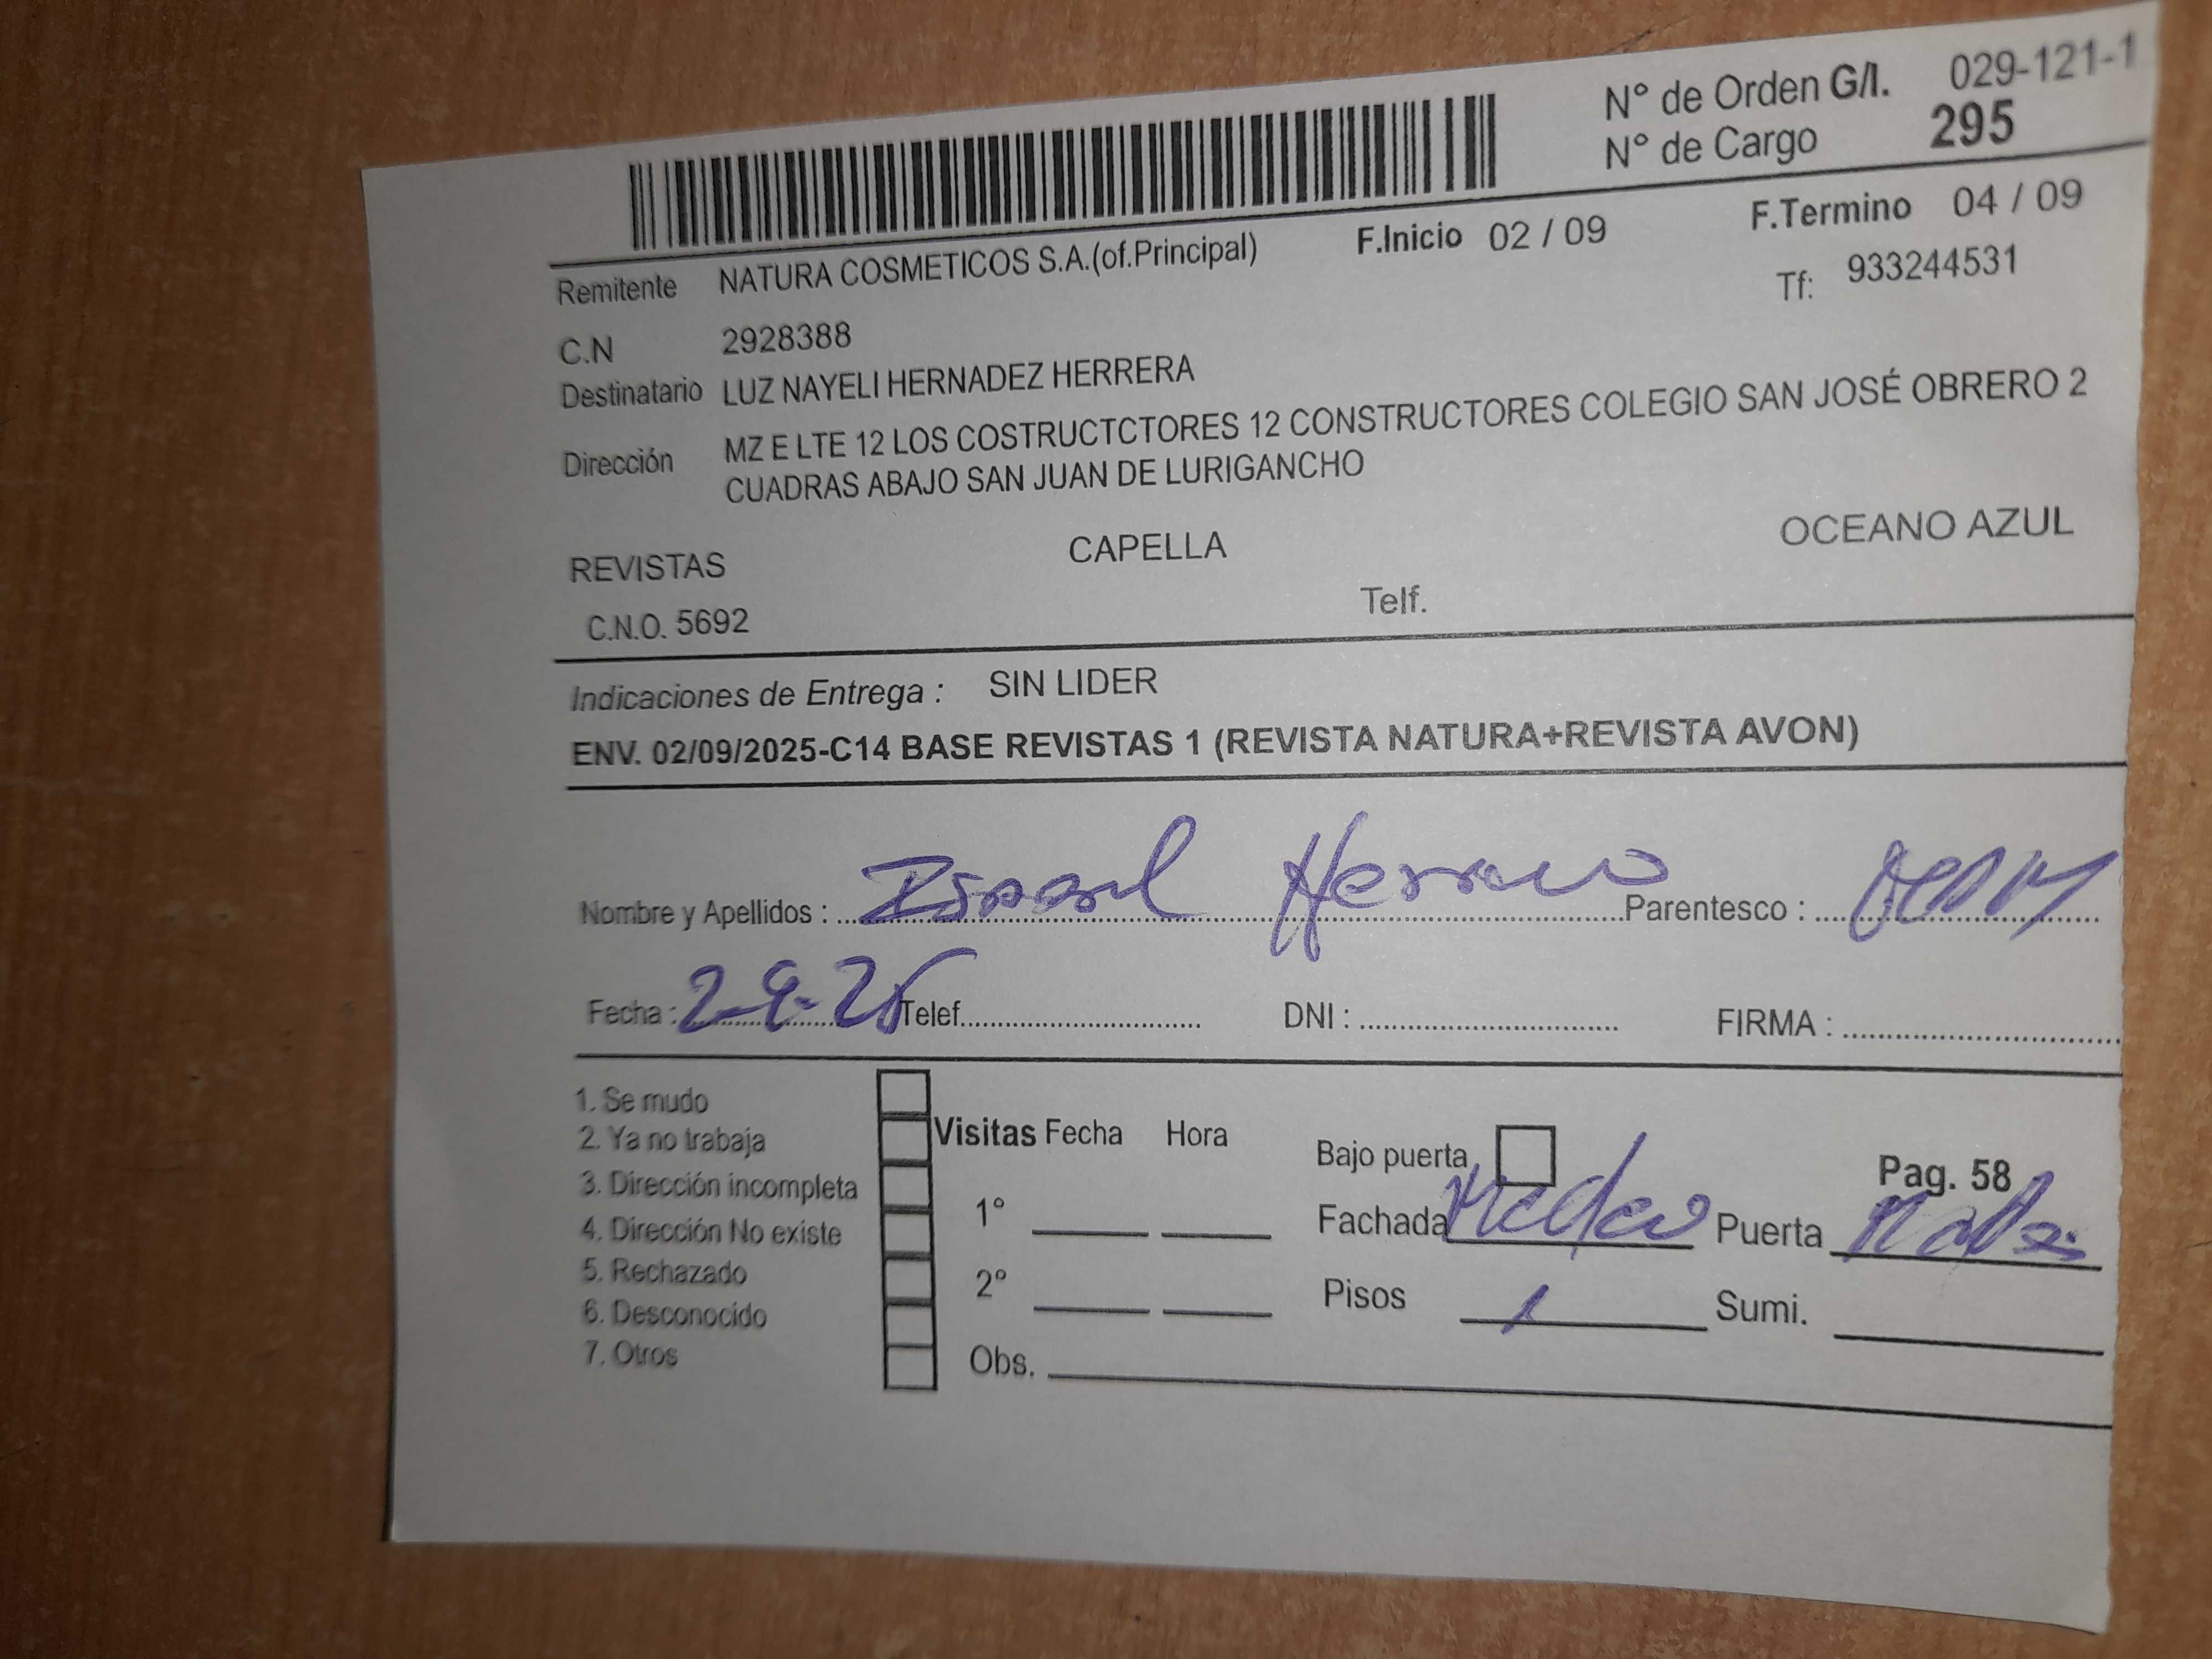 N° de Orden G/I. 029-121-1
N° de Cargo 295
Remitente NATURA COSMETICOS S.A.(of.Principal) F.Inicio 02 / 09 F.Termino 04 / 09
C.N 2928388 Tf: 933244531
Destinatario LUZ NAYELI HERNADEZ HERRERA
Dirección MZ E LTE 12 LOS COSTRUCTCTORES 12 CONSTRUCTORES COLEGIO SAN JOSÉ OBRERO 2
CUADRAS ABAJO SAN JUAN DE LURIGANCHO
REVISTAS CAPELLA OCEANO AZUL
C.N.O. 5692 Telf.
Indicaciones de Entrega : SIN LIDER
ENV. 02/09/2025-C14 BASE REVISTAS 1 (REVISTA NATURA+REVISTA AVON)
Nombre y Apellidos : Parentesco :
Fecha : 2-9-25 Telef. DNI : FIRMA :
1. Se mudo
2. Ya no trabaja
3. Dirección incompleta
4. Dirección No existe
5. Rechazado
6. Desconocido
7. Otros
Visitas Fecha Hora
1°
2°
Obs.
Bajo puerta Pag. 58
Fachada Puerta
Pisos 1 Sumi.